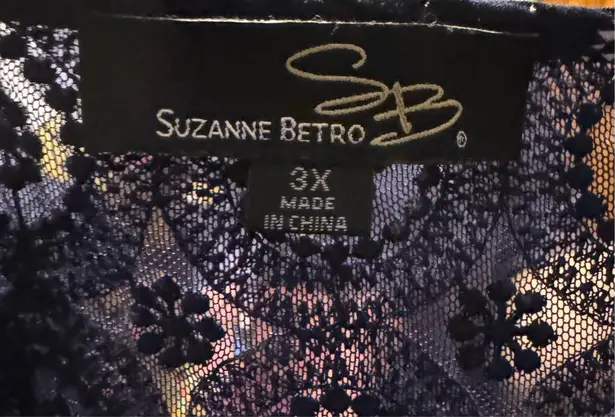 SB
SUZANNE BETRO ®
3X
MADE
IN CHINA